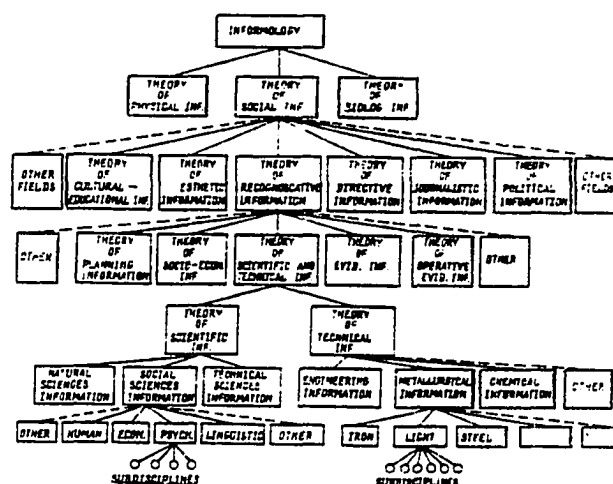 INFORMOLOGY
THEORY
OF
PHYSICAL INF.
THEORY
OF
SOCIAL INF.
THEORY
OF
BIOLOG INF.
OTHER
FIELDS
THEORY
OF
CULTURAL —
EDUCATIONAL INF.
THEORY
OF
ESTHETIC
INFORMATION
THEORY
OF
RECOGNOSCATIVE
INFORMATION
THEORY
OF
DIRECTIVE
INFORMATION
THEORY
OF
JOURNALISTIC
INFORMATION
THEORY
OF
POLITICAL
INFORMATION
OTHER
FIELDS
OTHER
THEORY
OF
PLANNING
INFORMATION
THEORY
OF
SOCIO-ECON.
INF.
THEORY
OF
SCIENTIFIC AND
TECHNICAL INF.
THEORY
OF
EVID. INF.
THEORY
OF OPERATIVE
EVID. INF.
OTHER
THEORY
OF
SCIENTIFIC
INF.
THEORY
OF
TECHNICAL
INF.
NATURAL
SCIENCES
INFORMATION
SOCIAL
SCIENCES
INFORMATION
TECHNICAL
SCIENCES
INFORMATION
ENGINEERING
INFORMATION
METALLURGICAL
INFORMATION
CHEMICAL
INFORMATION
OTHER
OTHER
HUMAN
ECON.
PSYCH.
LINGUISTIC
OTHER
IRON
LIGHT
STEEL
SUBDISCIPLINES
SUBDISCIPLINES